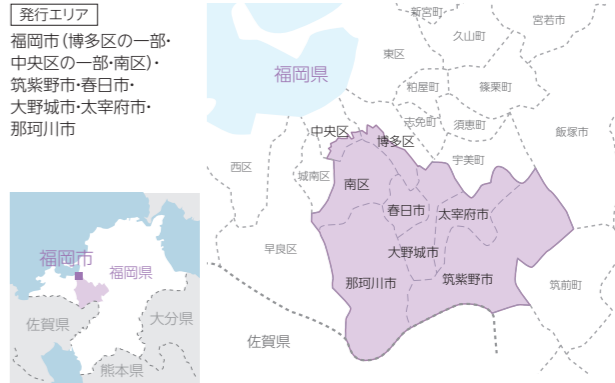 発行エリア
福岡市(博多区の一部・
中央区の一部・南区)・
筑紫野市・春日市・
大野城市・太宰府市・
那珂川市
新宮町
久山町
宮若市
東区
福岡県
粕屋町
篠栗町
志免町
須恵町
飯塚市
中央区
博多区
宇美町
西区
城南区
南区
春日市
太宰府市
早良区
大野城市
那珂川市
筑紫野市
筑前町
佐賀県
福岡市
福岡県
佐賀県
大分県
熊本県